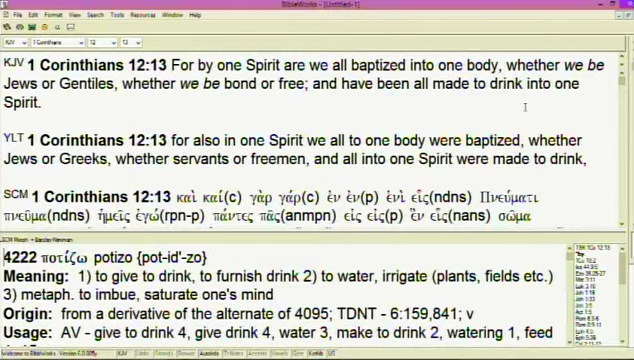 BibleWorks - [Untitled-1]
File Edit Format View Search Tools Resources Window Help
KJV 1 Corinthians 12 13
KJV 1 Corinthians 12:13 For by one Spirit are we all baptized into one body, whether we be
Jews or Gentiles, whether we be bond or free; and have been all made to drink into one
Spirit.
YLT 1 Corinthians 12:13 for also in one Spirit we all to one body were baptized, whether
Jews or Greeks, whether servants or freemen, and all into one Spirit were made to drink,
SCM 1 Corinthians 12:13 καὶ καί(c) γὰρ γάρ(c) ἐν ἐν(p) ἑνὶ εἷς(ndns) Πνεύματι
πνεῦμα(ndns) ἡμεῖς ἐγώ(rpn-p) πάντες πᾶς(anmpn) εἰς εἰς(p) ἓν εἷς(nans) σῶμα
SCM Morph + Barclay-Newman
4222 ποτίζω potizo {pot-id'-zo}
Meaning: 1) to give to drink, to furnish drink 2) to water, irrigate (plants, fields etc.)
3) metaph. to imbue, saturate one's mind
Origin: from a derivative of the alternate of 4095; TDNT - 6:159,841; v
Usage: AV - give to drink 4, give drink 4, water 3, make to drink 2, watering 1, feed
Welcome to BibleWorks KJV